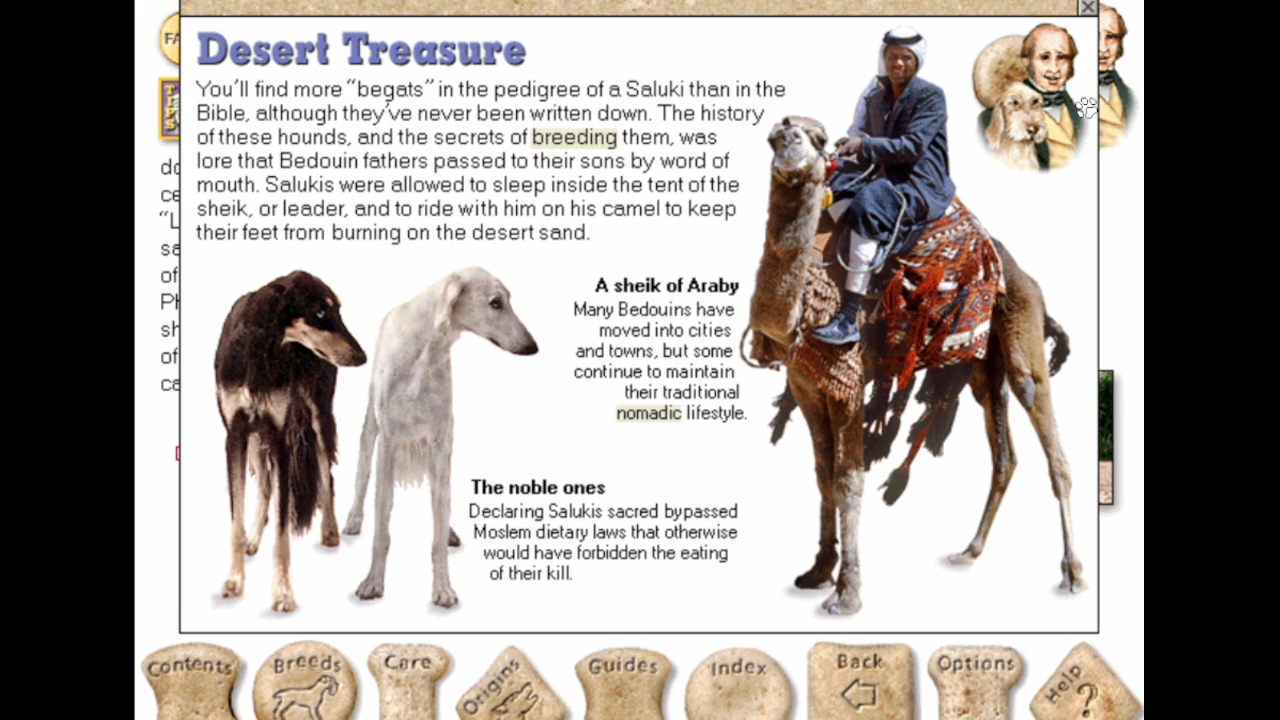 Desert Treasure
You'll find more "begats" in the pedigree of a Saluki than in the
Bible, although they've never been written down. The history
of these hounds, and the secrets of breeding them, was
lore that Bedouin fathers passed to their sons by word of
mouth. Salukis were allowed to sleep inside the tent of the
sheik, or leader, and to ride with him on his camel to keep
their feet from burning on the desert sand.
A sheik of Araby
Many Bedouins have
moved into cities
and towns, but some
continue to maintain
their traditional
nomadic lifestyle.
The noble ones
Declaring Salukis sacred bypassed
Moslem dietary laws that otherwise
would have forbidden the eating
of their kill.
Contents
Breeds
Care
Origins
Guides
Index
Back
Options
Help
?